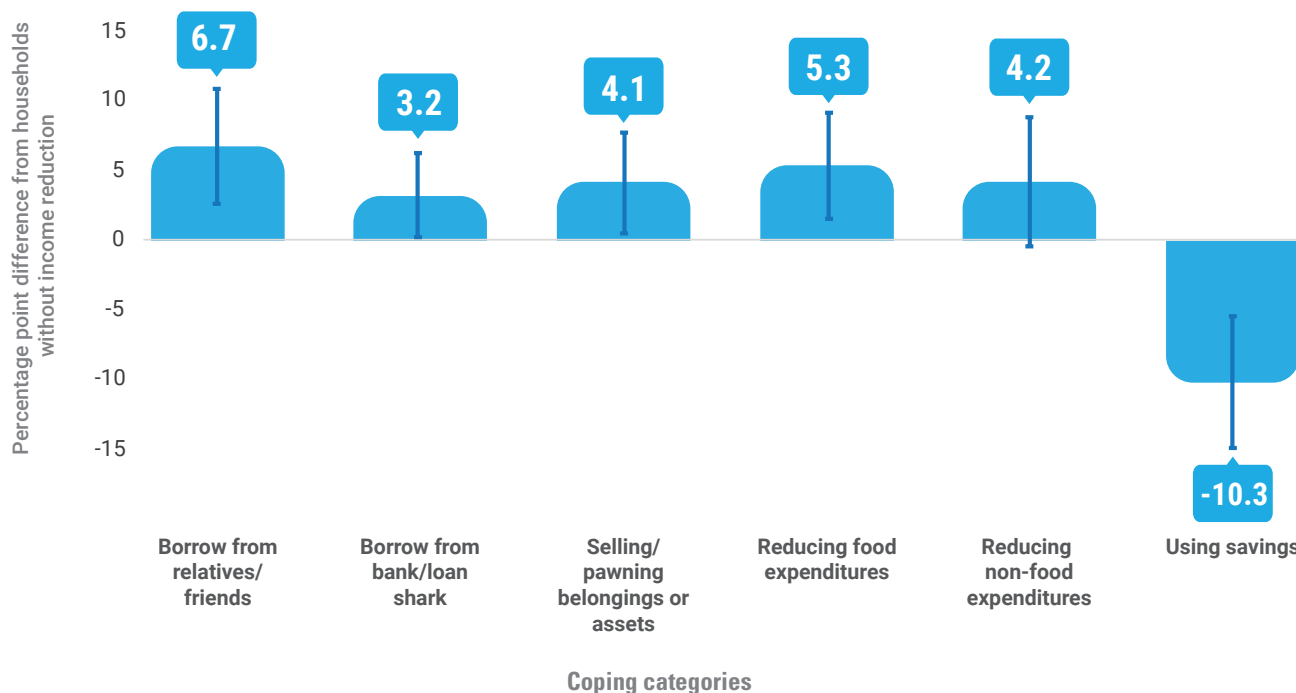 Percentage point difference from households
without income reduction
15
10
5
0
-5
-10
-15
6.7
3.2
4.1
5.3
4.2
-10.3
Borrow from
relatives/
friends
Borrow from
bank/loan
shark
Selling/
pawning
belongings or
assets
Reducing food
expenditures
Reducing
non-food
expenditures
Using savings
Coping categories